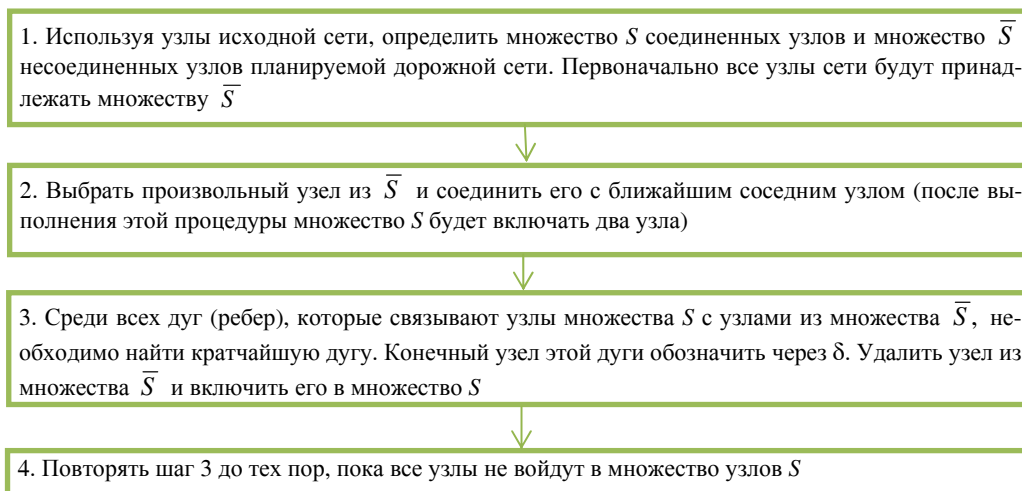 1. Используя узлы исходной сети, определить множество S соединенных узлов и множество S̅
несоединенных узлов планируемой дорожной сети. Первоначально все узлы сети будут принад-
лежать множеству S̅
2. Выбрать произвольный узел из S̅ и соединить его с ближайшим соседним узлом (после вы-
полнения этой процедуры множество S будет включать два узла)
3. Среди всех дуг (ребер), которые связывают узлы множества S с узлами из множества S̅, не-
обходимо найти кратчайшую дугу. Конечный узел этой дуги обозначить через δ. Удалить узел из
множества S̅ и включить его в множество S
4. Повторять шаг 3 до тех пор, пока все узлы не войдут в множество узлов S